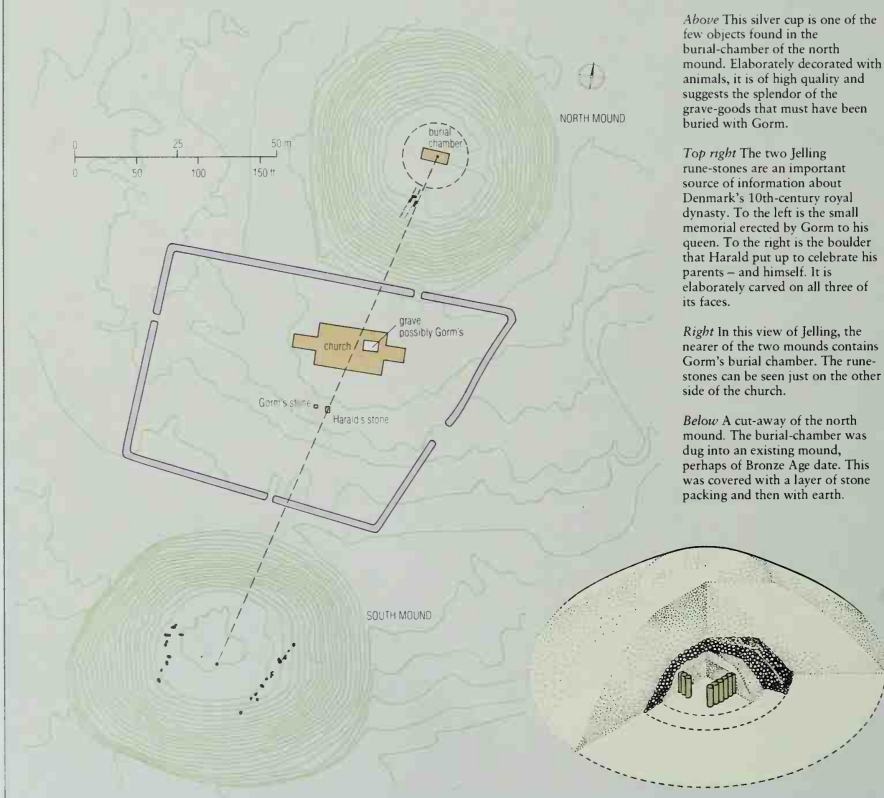 0 25 50 m
0 50 100 150 ft
NORTH MOUND
burial
chamber
grave
possibly Gorm's
church
Gorm's stone
Harald's stone
SOUTH MOUND
Above This silver cup is one of the
few objects found in the
burial-chamber of the north
mound. Elaborately decorated with
animals, it is of high quality and
suggests the splendor of the
grave-goods that must have been
buried with Gorm.
Top right The two Jelling
rune-stones are an important
source of information about
Denmark's 10th-century royal
dynasty. To the left is the small
memorial erected by Gorm to his
queen. To the right is the boulder
that Harald put up to celebrate his
parents – and himself. It is
elaborately carved on all three of
its faces.
Right In this view of Jelling, the
nearer of the two mounds contains
Gorm's burial chamber. The rune-
stones can be seen just on the other
side of the church.
Below A cut-away of the north
mound. The burial-chamber was
dug into an existing mound,
perhaps of Bronze Age date. This
was covered with a layer of stone
packing and then with earth.